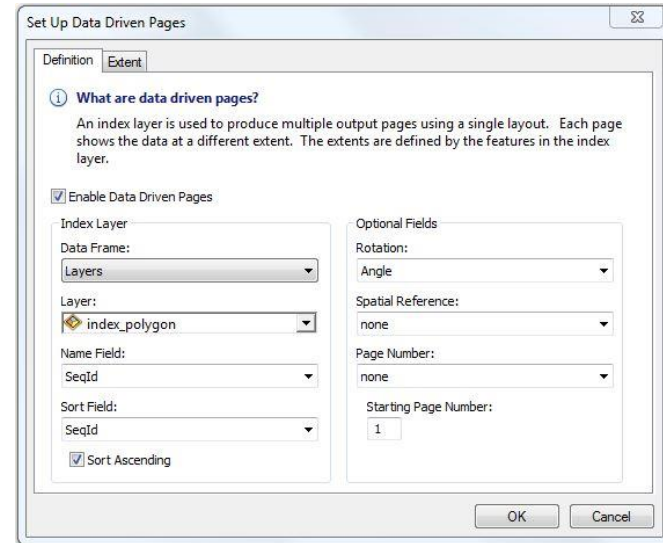 Set Up Data Driven Pages
Definition
Extent
What are data driven pages?
An index layer is used to produce multiple output pages using a single layout. Each page
shows the data at a different extent. The extents are defined by the features in the index
layer.
Enable Data Driven Pages
Index Layer
Data Frame:
Layers
Layer:
index_polygon
Name Field:
SeqId
Sort Field:
SeqId
Sort Ascending
Optional Fields
Rotation:
Angle
Spatial Reference:
none
Page Number:
none
Starting Page Number:
1
OK
Cancel